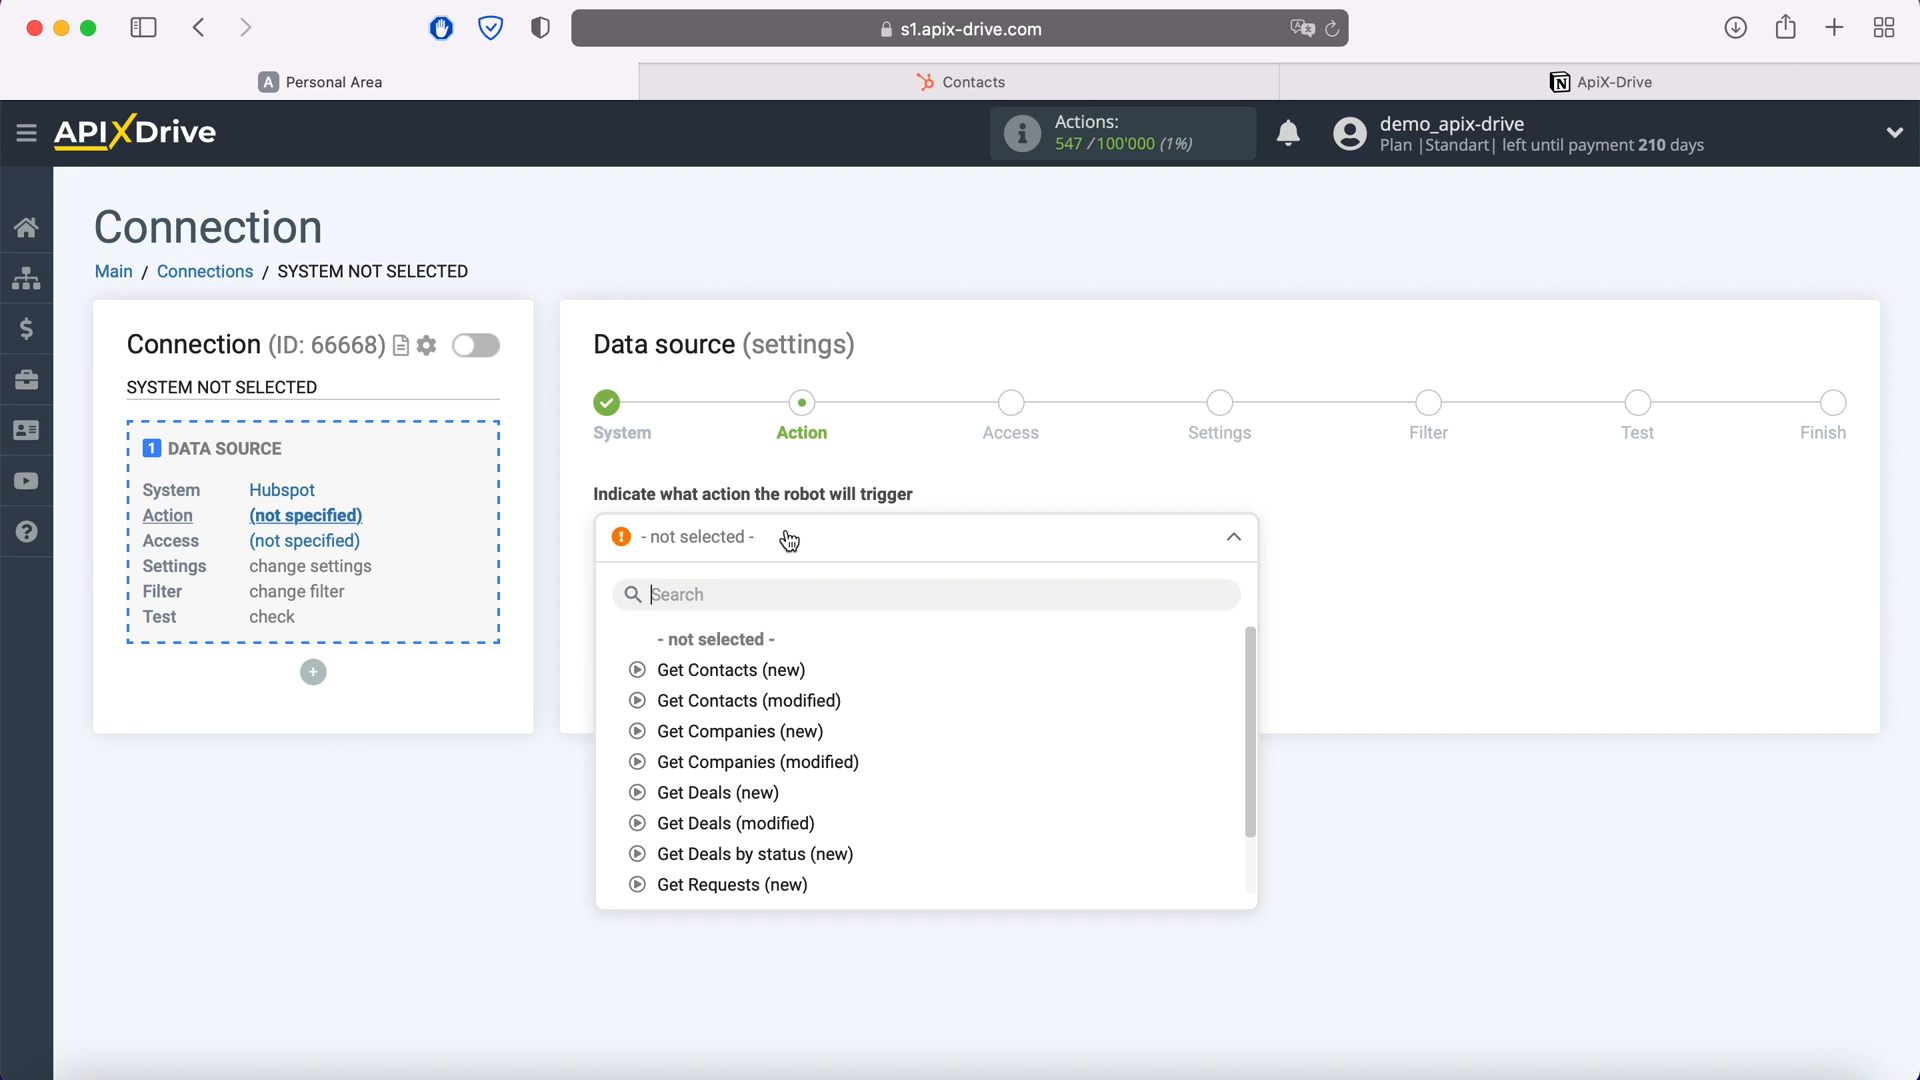 s1.apix-drive.com
A Personal Area
Contacts
ApiX-Drive
APIXDrive
Actions:
547 / 100'000 (1%)
demo_apix-drive
Plan |Standart| left until payment 210 days
Connection
Main / Connections / SYSTEM NOT SELECTED
Connection (ID: 66668)
SYSTEM NOT SELECTED
1 DATA SOURCE
System Hubspot
Action (not specified)
Access (not specified)
Settings change settings
Filter change filter
Test check
+
Data source (settings)
System Action Access Settings Filter Test Finish
Indicate what action the robot will trigger
- not selected -
Search
- not selected -
Get Contacts (new)
Get Contacts (modified)
Get Companies (new)
Get Companies (modified)
Get Deals (new)
Get Deals (modified)
Get Deals by status (new)
Get Requests (new)